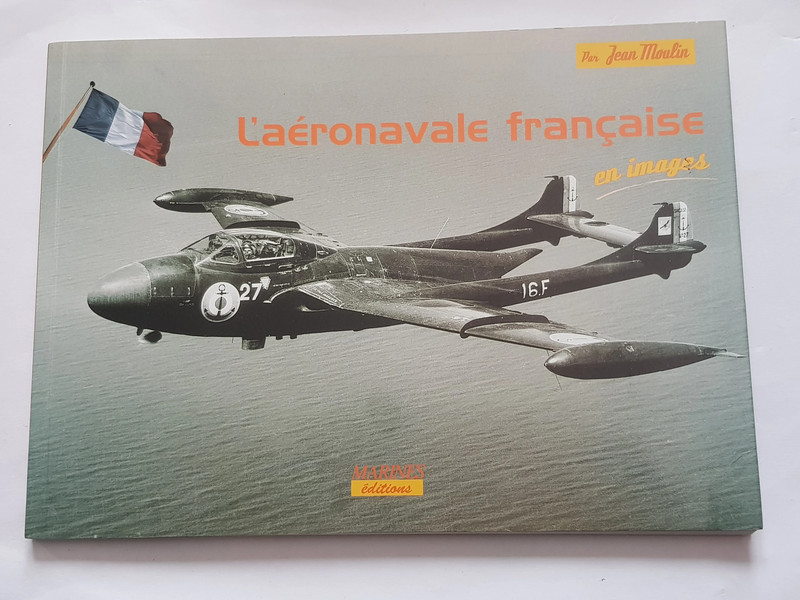 Par Jean Moulin
L'aéronavale française
en images
27
16.F
MARINES
éditions